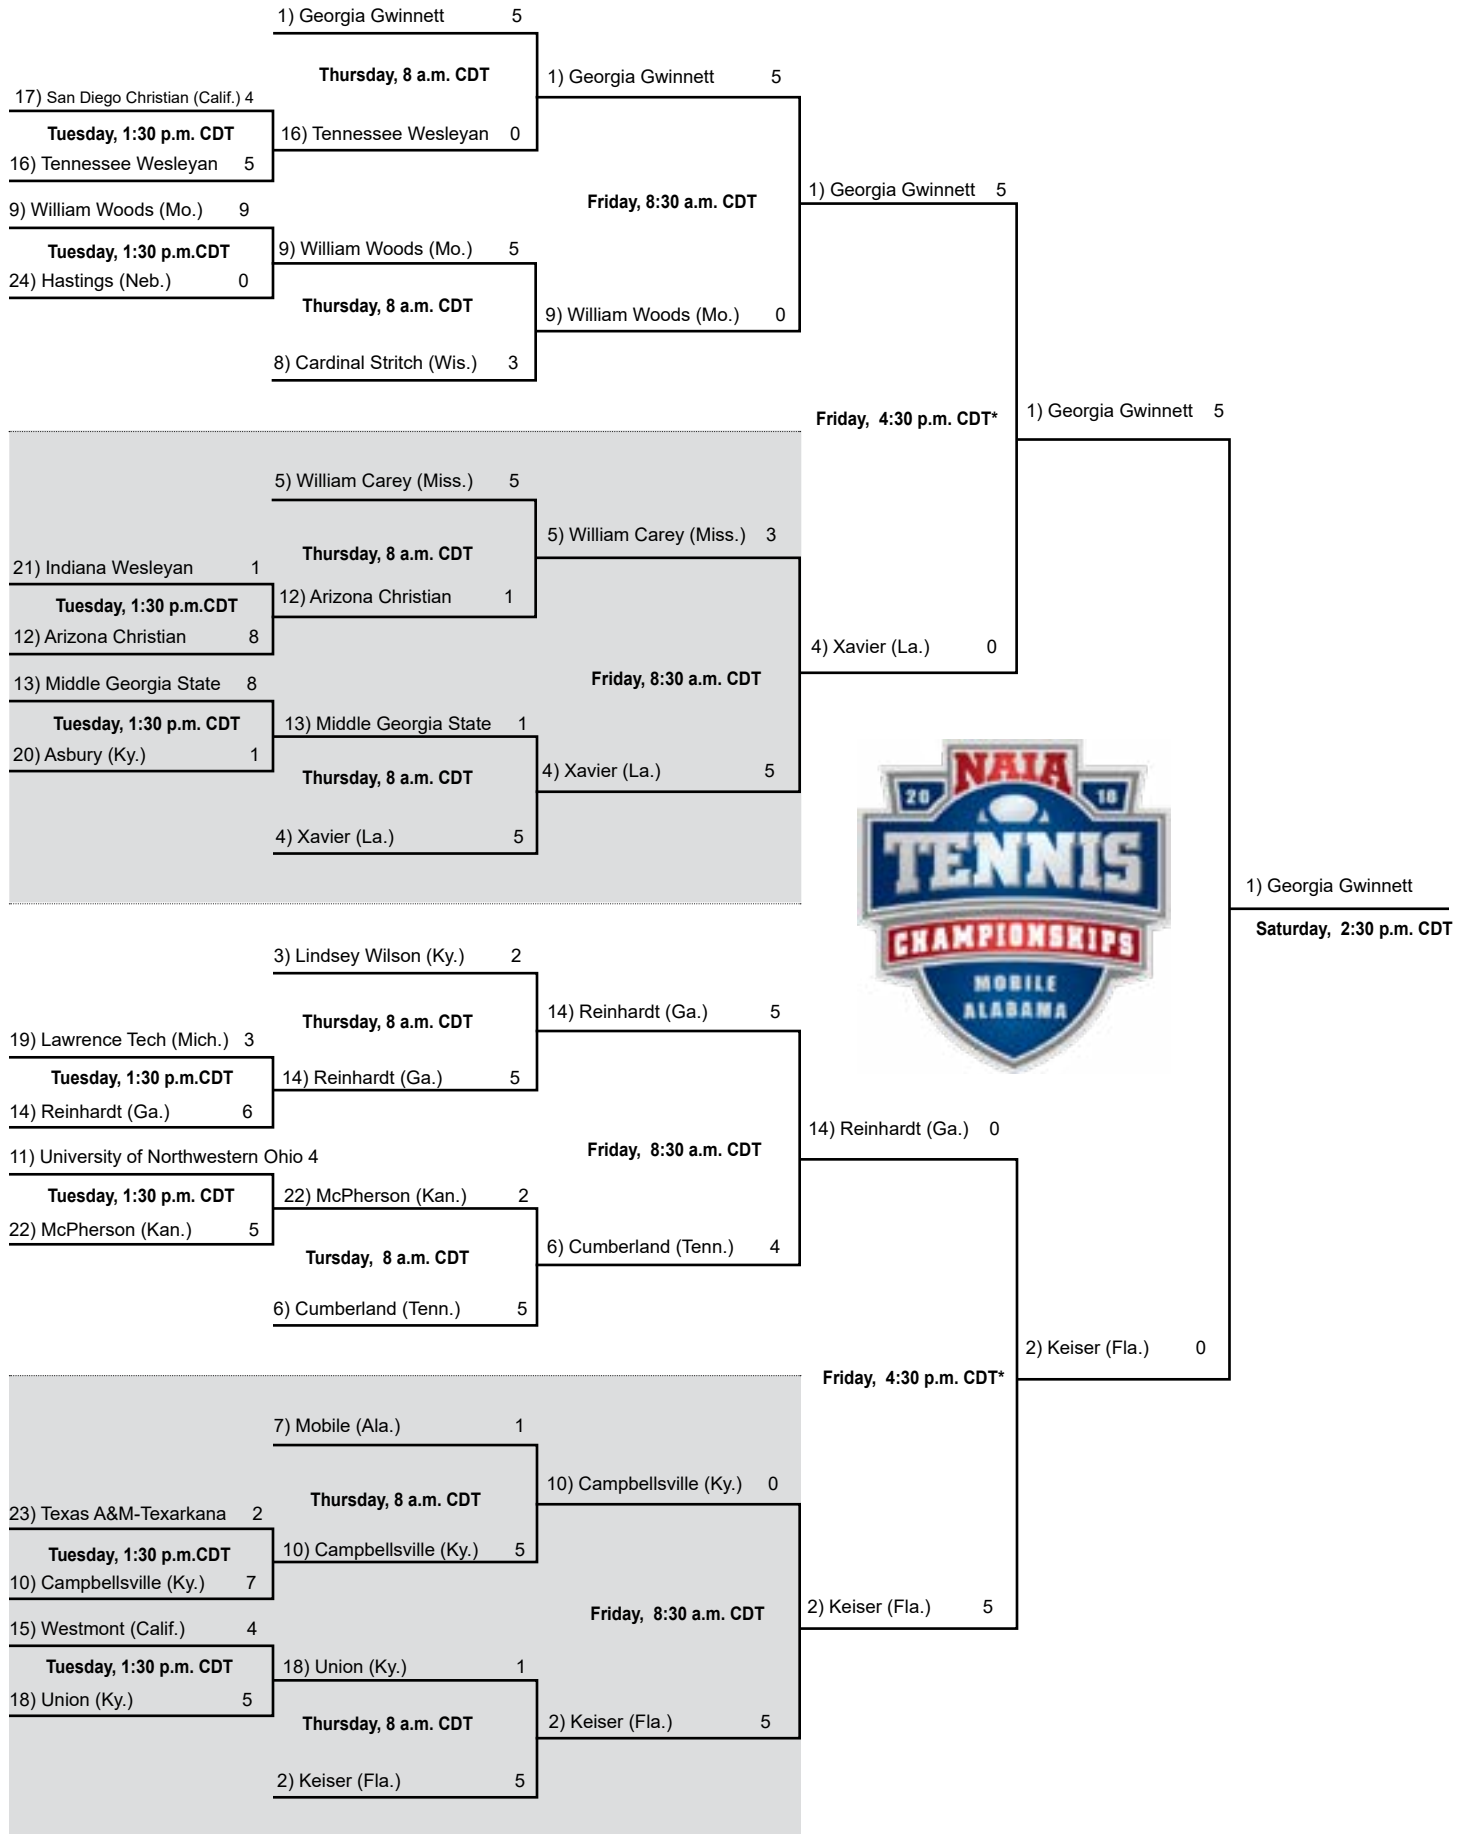 1) Georgia Gwinnett 5
Thursday, 8 a.m. CDT
1) Georgia Gwinnett 5
17) San Diego Christian (Calif.) 4
Tuesday, 1:30 p.m. CDT
16) Tennessee Wesleyan 0
16) Tennessee Wesleyan 5
1) Georgia Gwinnett 5
Friday, 8:30 a.m. CDT
9) William Woods (Mo.) 9
Tuesday, 1:30 p.m.CDT
9) William Woods (Mo.) 5
24) Hastings (Neb.) 0
Thursday, 8 a.m. CDT
9) William Woods (Mo.) 0
8) Cardinal Stritch (Wis.) 3
Friday, 4:30 p.m. CDT*
1) Georgia Gwinnett 5
5) William Carey (Miss.) 5
Thursday, 8 a.m. CDT
5) William Carey (Miss.) 3
21) Indiana Wesleyan 1
Tuesday, 1:30 p.m.CDT
12) Arizona Christian 1
12) Arizona Christian 8
4) Xavier (La.) 0
Friday, 8:30 a.m. CDT
13) Middle Georgia State 8
Tuesday, 1:30 p.m. CDT
13) Middle Georgia State 1
20) Asbury (Ky.) 1
Thursday, 8 a.m. CDT
4) Xavier (La.) 5
4) Xavier (La.) 5
NAIA
20 18
TENNIS
CHAMPIONSHIPS
MOBILE
ALABAMA
1) Georgia Gwinnett
Saturday, 2:30 p.m. CDT
3) Lindsey Wilson (Ky.) 2
Thursday, 8 a.m. CDT
14) Reinhardt (Ga.) 5
19) Lawrence Tech (Mich.) 3
Tuesday, 1:30 p.m.CDT
14) Reinhardt (Ga.) 5
14) Reinhardt (Ga.) 6
14) Reinhardt (Ga.) 0
Friday, 8:30 a.m. CDT
11) University of Northwestern Ohio 4
Tuesday, 1:30 p.m. CDT
22) McPherson (Kan.) 2
22) McPherson (Kan.) 5
Tursday, 8 a.m. CDT
6) Cumberland (Tenn.) 4
6) Cumberland (Tenn.) 5
2) Keiser (Fla.) 0
Friday, 4:30 p.m. CDT*
7) Mobile (Ala.) 1
Thursday, 8 a.m. CDT
10) Campbellsville (Ky.) 0
23) Texas A&M-Texarkana 2
Tuesday, 1:30 p.m.CDT
10) Campbellsville (Ky.) 5
10) Campbellsville (Ky.) 7
Friday, 8:30 a.m. CDT
2) Keiser (Fla.) 5
15) Westmont (Calif.) 4
Tuesday, 1:30 p.m. CDT
18) Union (Ky.) 1
18) Union (Ky.) 5
Thursday, 8 a.m. CDT
2) Keiser (Fla.) 5
2) Keiser (Fla.) 5